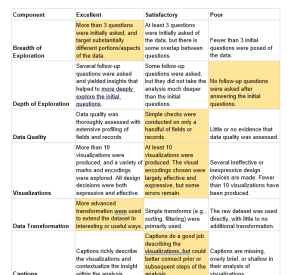 Component Excellent Satisfactory Poor
Breadth of Exploration
More than 3 questions
were initially asked, and
target substantially
different portions/aspects
of the data.
At least 3 questions
were initially asked of
the data, but there is
some overlap between
questions.
Fewer than 3 initial
questions were posed of
the data.
Depth of Exploration
Several follow-up
questions were asked
and yielded insights that
helped to more deeply
explore the initial
questions.
Some follow-up
questions were asked,
but they did not take the
analysis much deeper
than the initial
questions.
No follow-up questions
were asked after
answering the initial
questions.
Data Quality
Data quality was
thoroughly assessed with
extensive profiling of
fields and records.
Simple checks were
conducted on only a
handful of fields or
records.
Little or no evidence that
data quality was assessed.
Visualizations
More than 10
visualizations were
produced, and a variety of
marks and encodings
were explored. All design
decisions were both
expressive and effective.
At least 10
visualizations were
produced. The visual
encodings chosen were
largely effective and
expressive, but some
errors remain.
Several ineffective or
inexpressive design
choices are made. Fewer
than 10 visualizations have
been produced.
Data Transformation
More advanced
transformation were used
to extend the dataset in
interesting or useful ways.
Simple transforms (e.g.,
sorting, filtering) were
primarily used.
The raw dataset was used
directly, with little to no
additional transformation
Captions
Captions richly describe
the visualizations and
contextualize the insight
within the analysis.
Captions do a good job
describing the
visualizations, but could
better connect prior or
subsequent steps of the
analysis.
Captions are missing,
overly brief, or shallow in
their analysis of
visualizations.